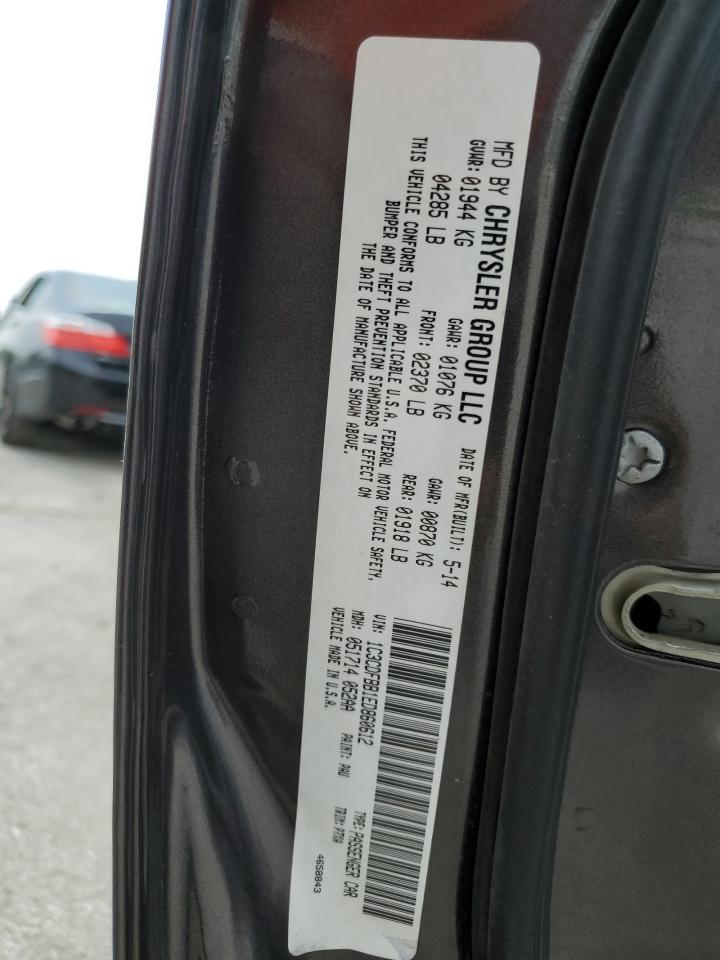 MFD BY CHRYSLER GROUP LLC DATE OF MFR(BUILT): 5-14
GVWR: 01944 KG GAWR: 01076 KG GAWR: 00870 KG
04285 LB FRONT: 02370 LB REAR: 01918 LB
THIS VEHICLE CONFORMS TO ALL APPLICABLE U.S.A. FEDERAL MOTOR VEHICLE SAFETY,
BUMPER AND THEFT PREVENTION STANDARDS IN EFFECT ON
THE DATE OF MANUFACTURE SHOWN ABOVE.
VIN: 1C3CDFBB1ED860612 TYPE: PASSENGER CAR
MDH: 051714 052AA PAINT: PAU TRIM: P7X8
VEHICLE MADE IN U.S.A.
4658843